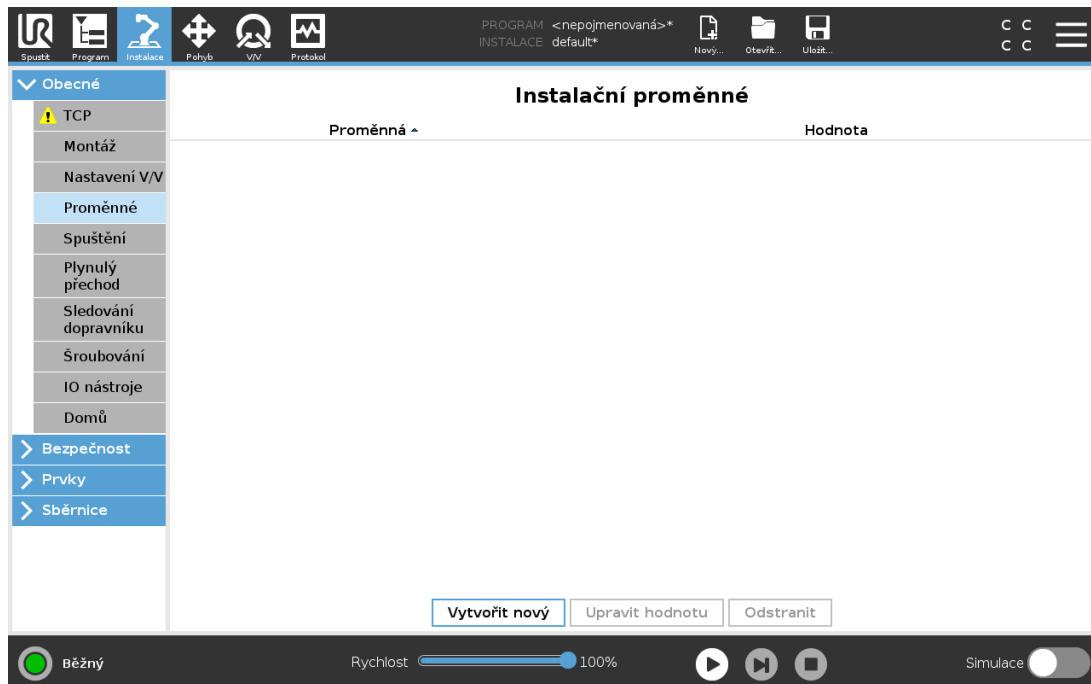 PROGRAM <nepojmenovaná>*
INSTALACE default*
Spustit Program Instalace Pohyb V/V Protokol Nový... Otevřít... Uložit...
C C
C C
Obecné
TCP
Montáž
Nastavení V/V
Proměnné
Spuštění
Plynulý
přechod
Sledování
dopravníku
Šroubování
IO nástroje
Domů
Bezpečnost
Prvky
Sběrnice
Instalační proměnné
Proměnná Hodnota
Vytvořit nový Upravit hodnotu Odstranit
Běžný Rychlost 100% Simulace